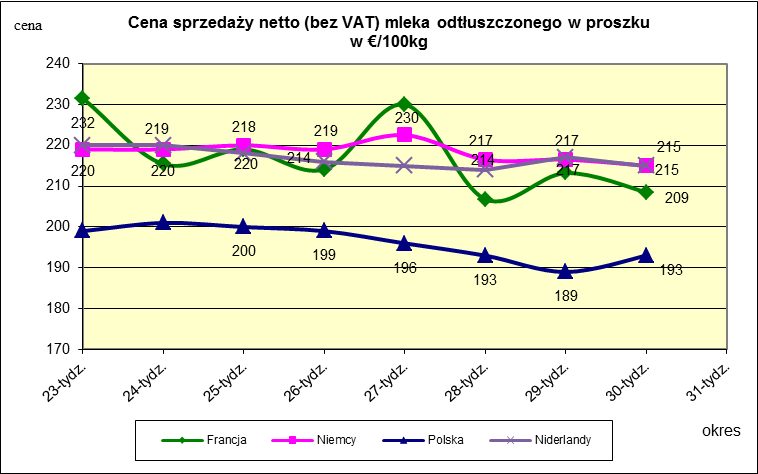 cena
Cena sprzedaży netto (bez VAT) mleka odtłuszczonego w proszku
w €/100kg
240
230
220
210
200
190
180
170
232
219
218
219
230
217
217
215
220
220
220
214
214
217
215
209
200
199
196
193
189
193
23-tydz.
24-tydz.
25-tydz.
26-tydz.
27-tydz.
28-tydz.
29-tydz.
30-tydz.
31-tydz.
okres
Francja Niemcy Polska Niderlandy